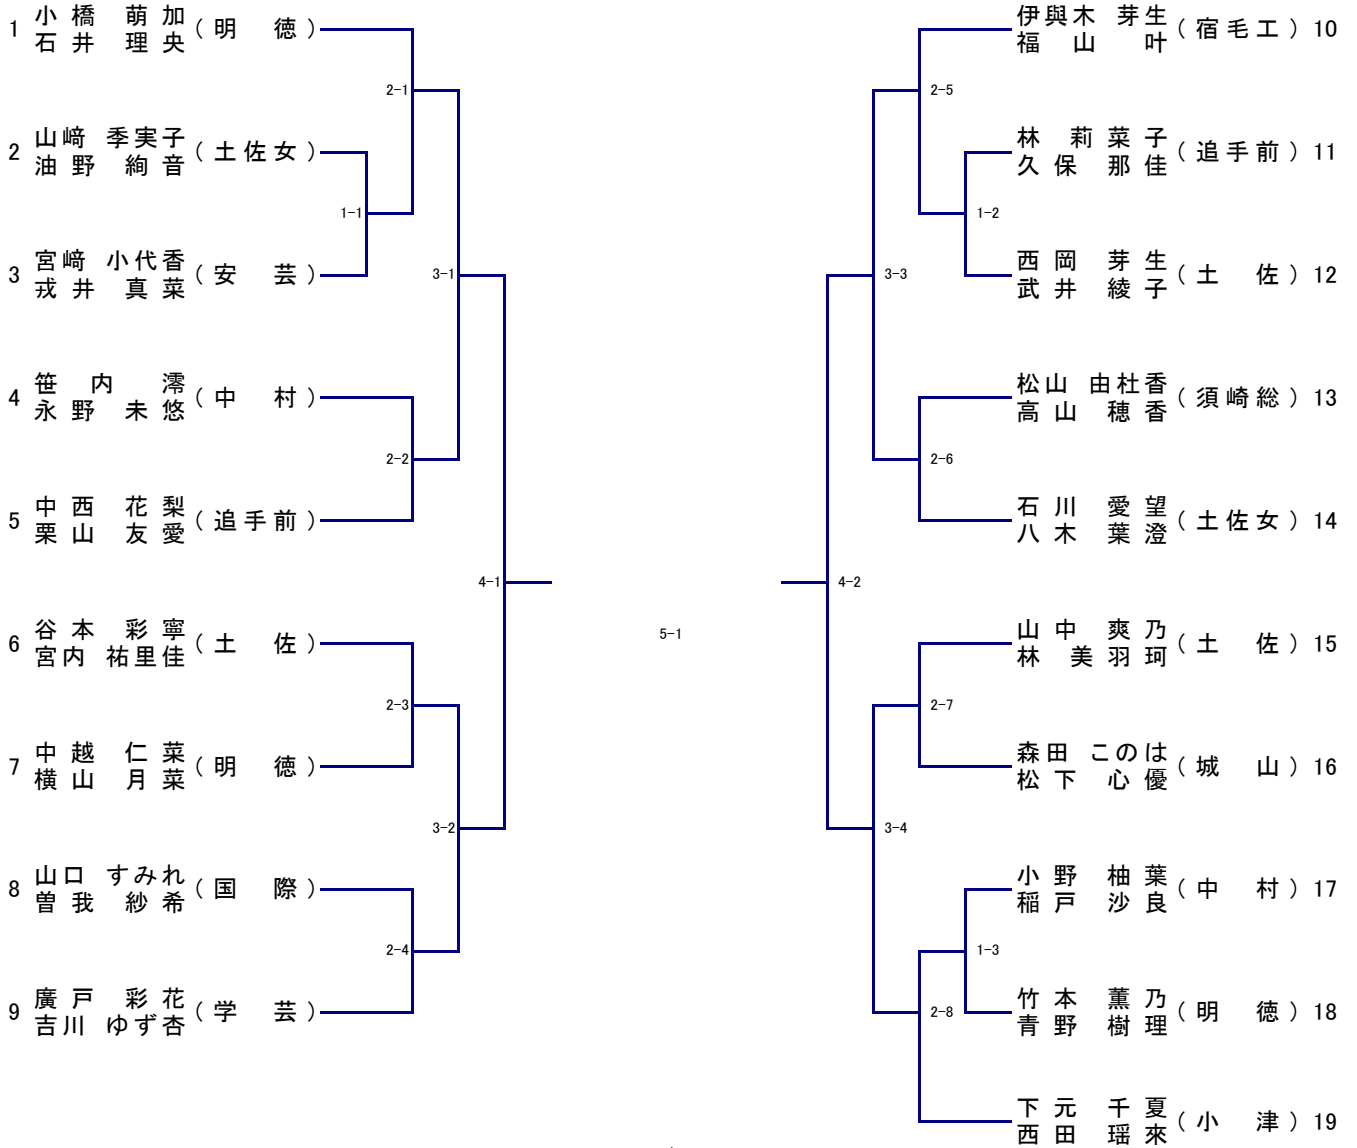 1 小橋 萌加 (明徳)
石井 理央
2 山﨑 季実子 (土佐女)
油野 絢音
3 宮﨑 小代香 (安芸)
戎井 真菜
4 笹内 澪 (中村)
永野 未悠
5 中西 花梨 (追手前)
栗山 友愛
6 谷本 彩寧 (土佐)
宮内 祐里佳
7 中越 仁菜 (明徳)
横山 月菜
8 山口 すみれ (国際)
曽我 紗希
9 廣戸 彩花 (学芸)
吉川 ゆず杏
2-1
1-1
3-1
2-2
4-1
2-3
3-2
2-4
5-1
2-5
1-2
3-3
2-6
4-2
2-7
3-4
1-3
2-8
伊與木 芽生 (宿毛工) 10
福山 叶
林 莉菜子 (追手前) 11
久保 那佳
西岡 芽生 (土佐) 12
武井 綾子
松山 由杜香 (須崎総) 13
高山 穂香
石川 愛望 (土佐女) 14
八木 葉澄
山中 爽乃 (土佐) 15
林 美羽珂
森田 このは (城山) 16
松下 心優
小野 柚葉 (中村) 17
稲戸 沙良
竹本 薫乃 (明徳) 18
青野 樹理
下元 千夏 (小津) 19
西田 瑶來